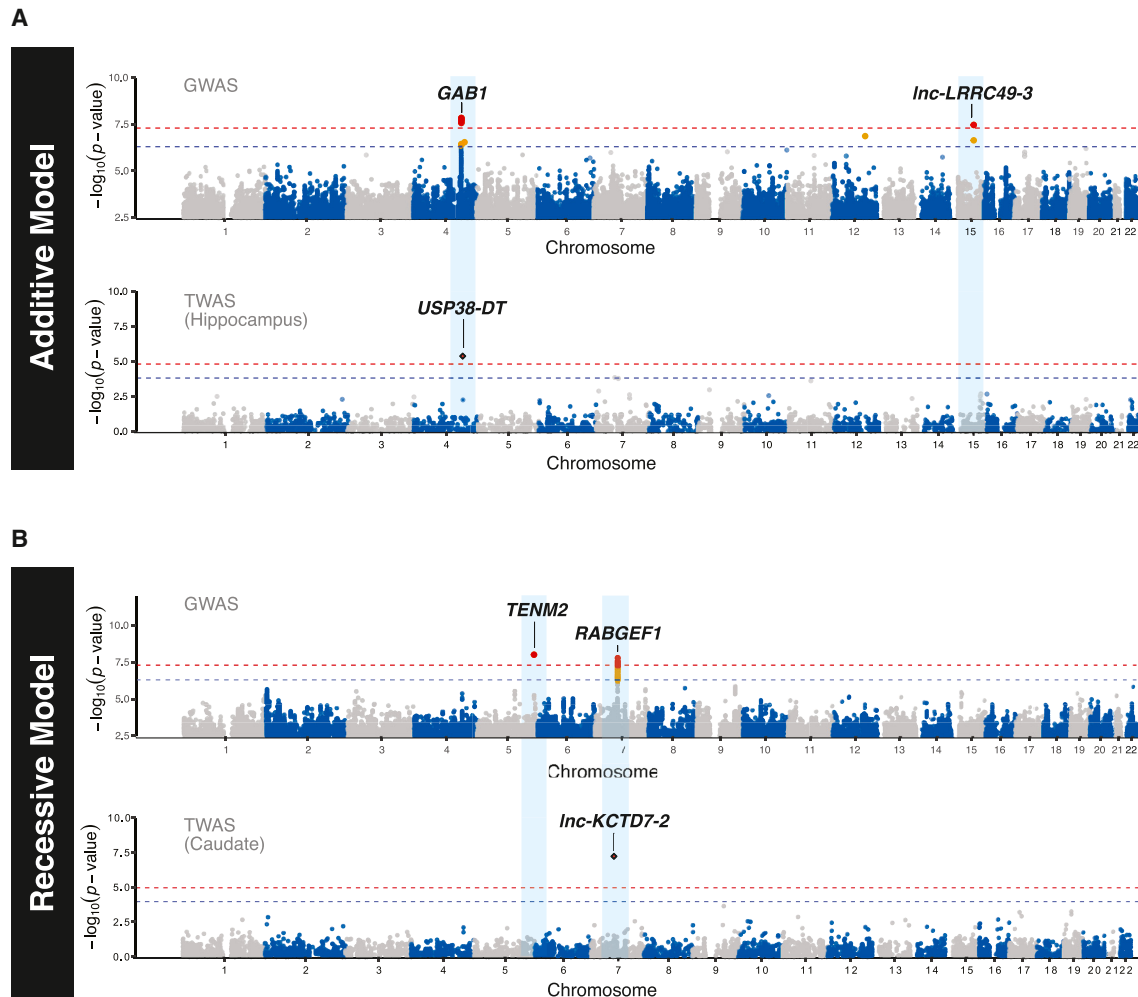 A
Additive Model
GWAS
−log10(p − value)
10.0
7.5
5.0
2.5
GAB1
lnc-LRRC49-3
1 2 3 4 5 6 7 8 9 10 11 12 13 14 15 16 17 18 19 20 21 22
Chromosome
TWAS
(Hippocampus)
−log10(p − value)
10.0
7.5
5.0
2.5
0.0
USP38-DT
1 2 3 4 5 6 7 8 9 10 11 12 13 14 15 16 17 18 19 20 21 22
Chromosome
B
Recessive Model
GWAS
−log10(p − value)
10.0
7.5
5.0
2.5
TENM2
RABGEF1
1 2 3 4 5 6 7 8 9 10 11 12 13 14 15 16 17 18 19 20 21 22
Chromosome
TWAS
(Caudate)
−log10(p − value)
10.0
7.5
5.0
2.5
0.0
lnc-KCTD7-2
1 2 3 4 5 6 7 8 9 10 11 12 13 14 15 16 17 18 19 20 21 22
Chromosome